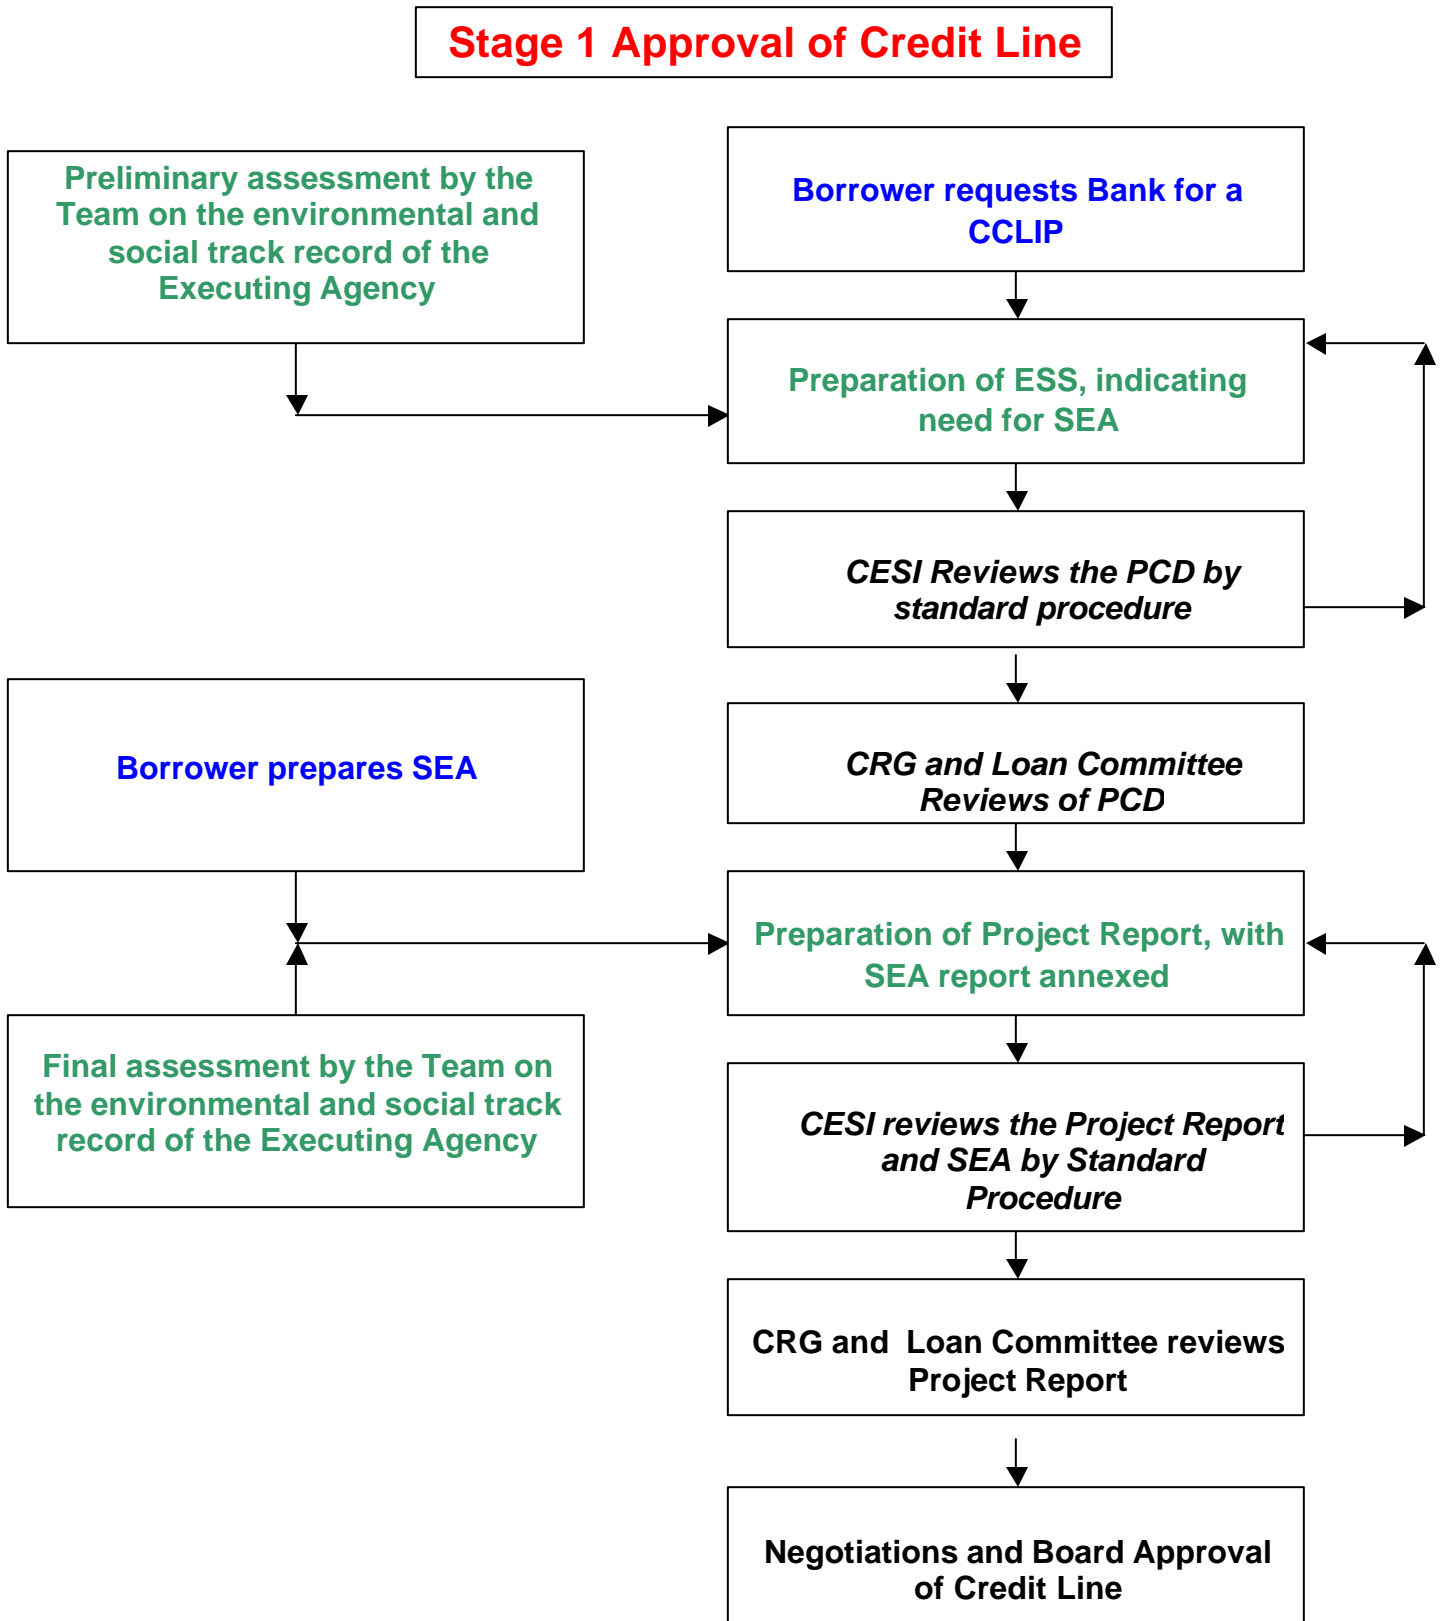 Stage 1 Approval of Credit Line
Preliminary assessment by the
Team on the environmental and
social track record of the
Executing Agency
Borrower requests Bank for a
CCLIP
Preparation of ESS, indicating
need for SEA
CESI Reviews the PCD by
standard procedure
Borrower prepares SEA
CRG and Loan Committee
Reviews of PCD
Preparation of Project Report, with
SEA report annexed
Final assessment by the Team on
the environmental and social track
record of the Executing Agency
CESI reviews the Project Report
and SEA by Standard
Procedure
CRG and Loan Committee reviews
Project Report
Negotiations and Board Approval
of Credit Line